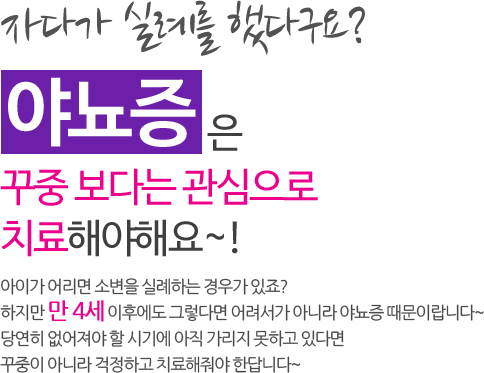 자다가 실례를 했다구요?
야뇨증은
꾸중 보다는 관심으로
치료해야해요~!
아이가 어리면 소변을 실례하는 경우가 있죠?
하지만 만 4세 이후에도 그렇다면 어려서가 아니라 야뇨증 때문이랍니다~
당연히 없어져야 할 시기에 아직 가리지 못하고 있다면
꾸중이 아니라 걱정하고 치료해줘야 한답니다~